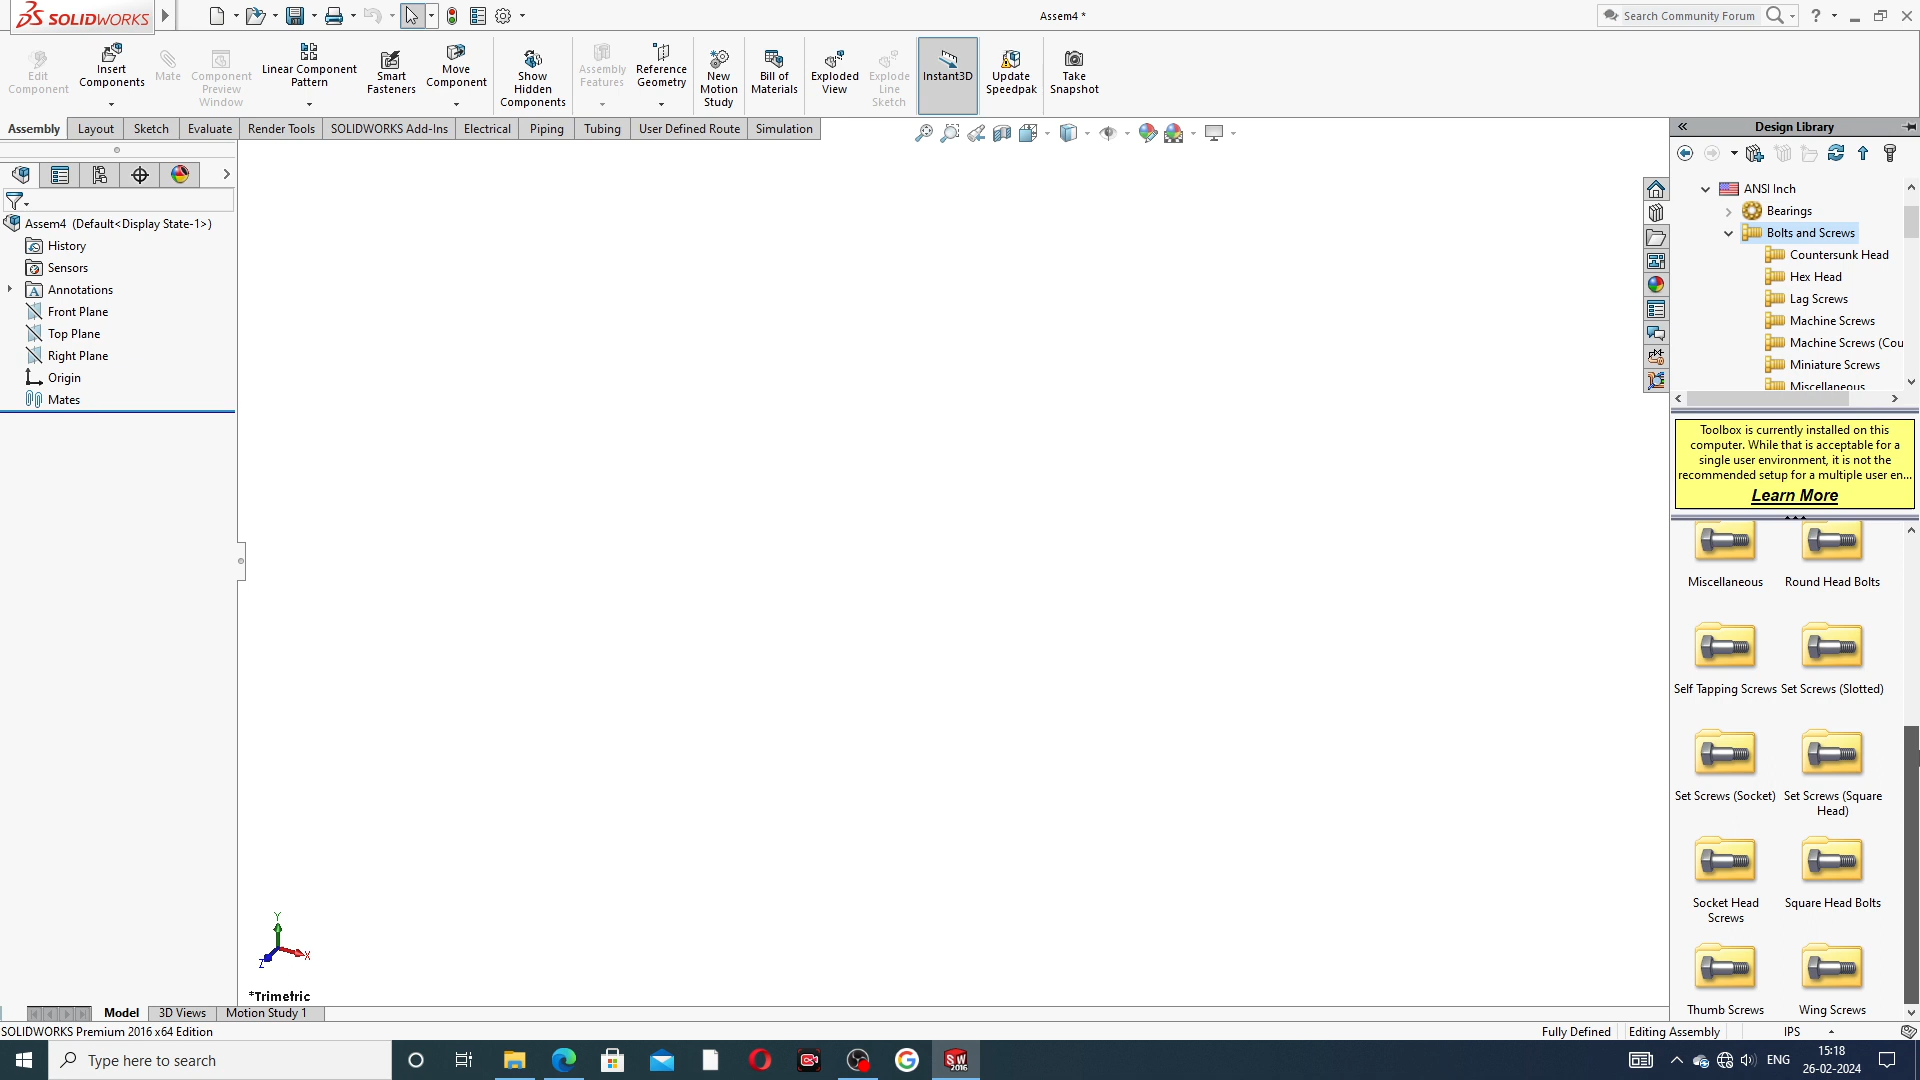 SOLIDWORKS
Assem4 *
Search Community Forum
Edit Component
Insert Components
Mate
Component Preview Window
Linear Component Pattern
Smart Fasteners
Move Component
Show Hidden Components
Assembly Features
Reference Geometry
New Motion Study
Bill of Materials
Exploded View
Explode Line Sketch
Instant3D
Update Speedpak
Take Snapshot
Assembly
Layout
Sketch
Evaluate
Render Tools
SOLIDWORKS Add-Ins
Electrical
Piping
Tubing
User Defined Route
Simulation
Assem4 (Default<Display State-1>)
History
Sensors
Annotations
Front Plane
Top Plane
Right Plane
Origin
Mates
Design Library
ANSI Inch
Bearings
Bolts and Screws
Countersunk Head
Hex Head
Lag Screws
Machine Screws
Machine Screws (Cou
Miniature Screws
Miscellaneous
Toolbox is currently installed on this
computer. While that is acceptable for a
single user environment, it is not the
recommended setup for a multiple user en...
Learn More
Miscellaneous
Round Head Bolts
Self Tapping Screws
Set Screws (Slotted)
Set Screws (Socket)
Set Screws (Square Head)
Socket Head Screws
Square Head Bolts
Thumb Screws
Wing Screws
Y
X
Z
*Trimetric
Model
3D Views
Motion Study 1
SOLIDWORKS Premium 2016 x64 Edition
Fully Defined
Editing Assembly
IPS
Type here to search
SW
2016
ENG
15:18
26-02-2024